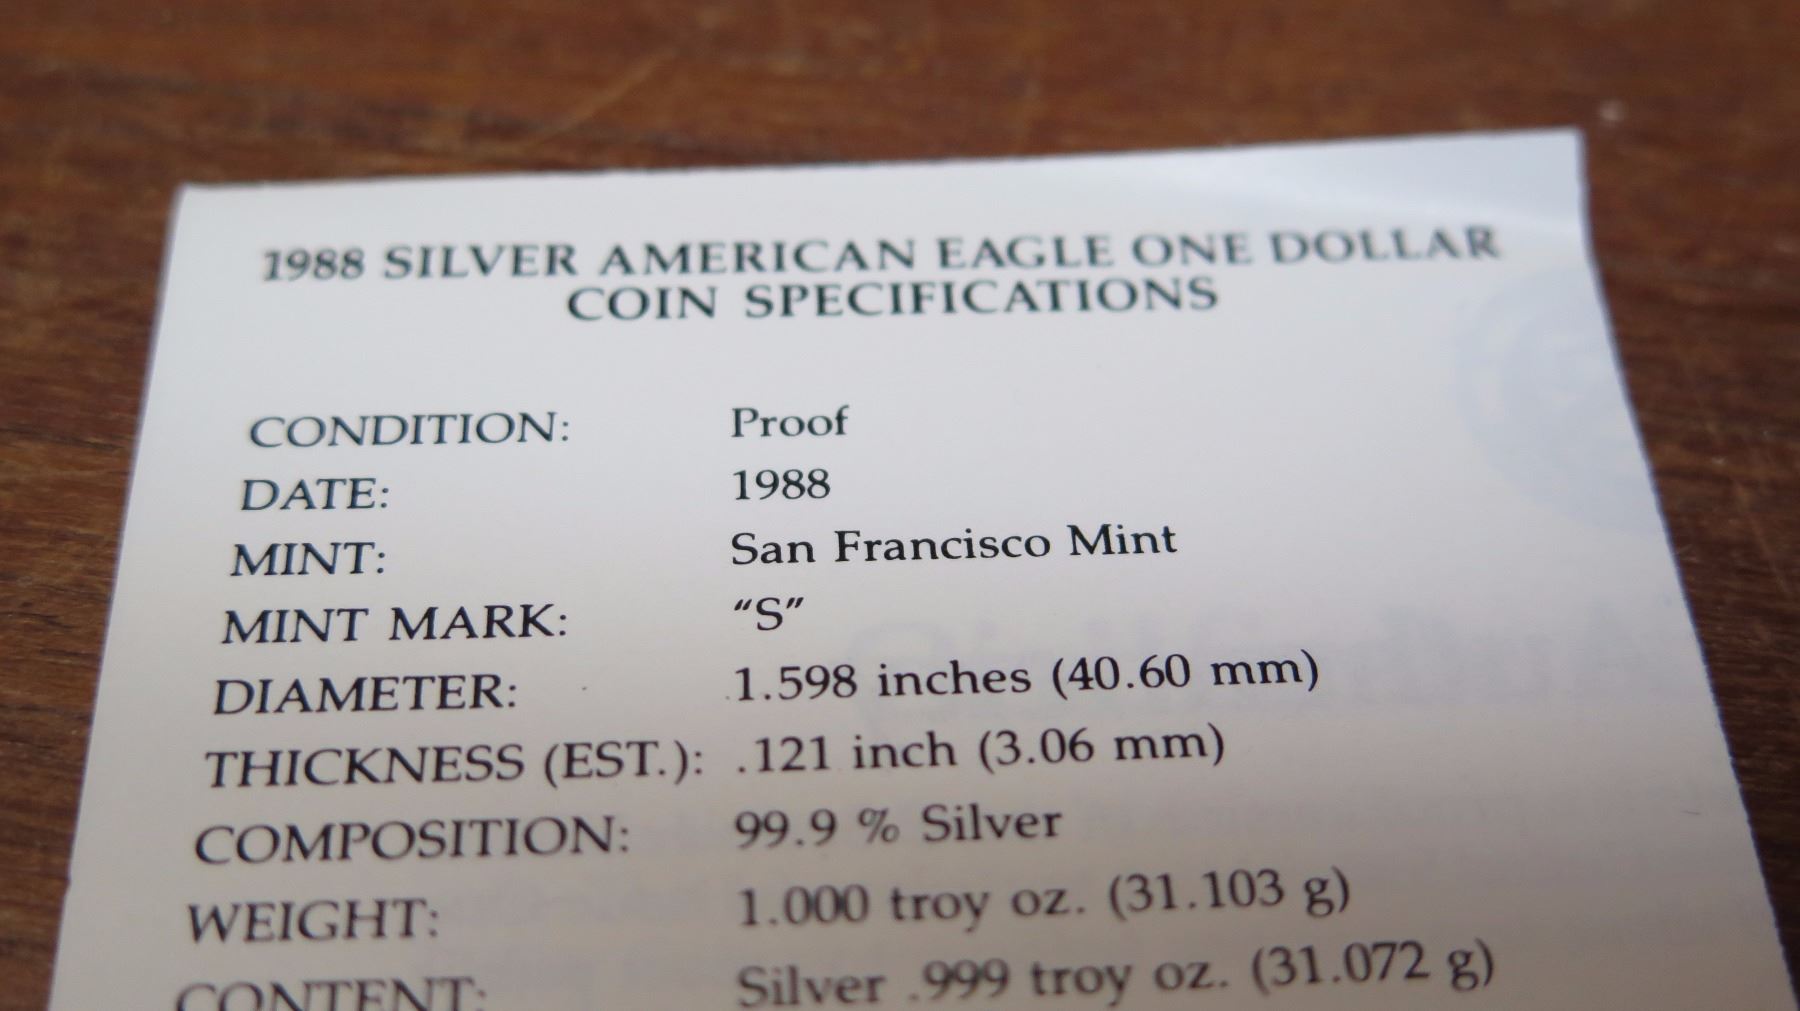 1988 SILVER AMERICAN EAGLE ONE DOLLAR
COIN SPECIFICATIONS
CONDITION: Proof
DATE: 1988
MINT: San Francisco Mint
MINT MARK: “S”
DIAMETER: 1.598 inches (40.60 mm)
THICKNESS (EST.): .121 inch (3.06 mm)
COMPOSITION: 99.9 % Silver
WEIGHT: 1.000 troy oz. (31.103 g)
CONTENT: Silver .999 troy oz. (31.072 g)